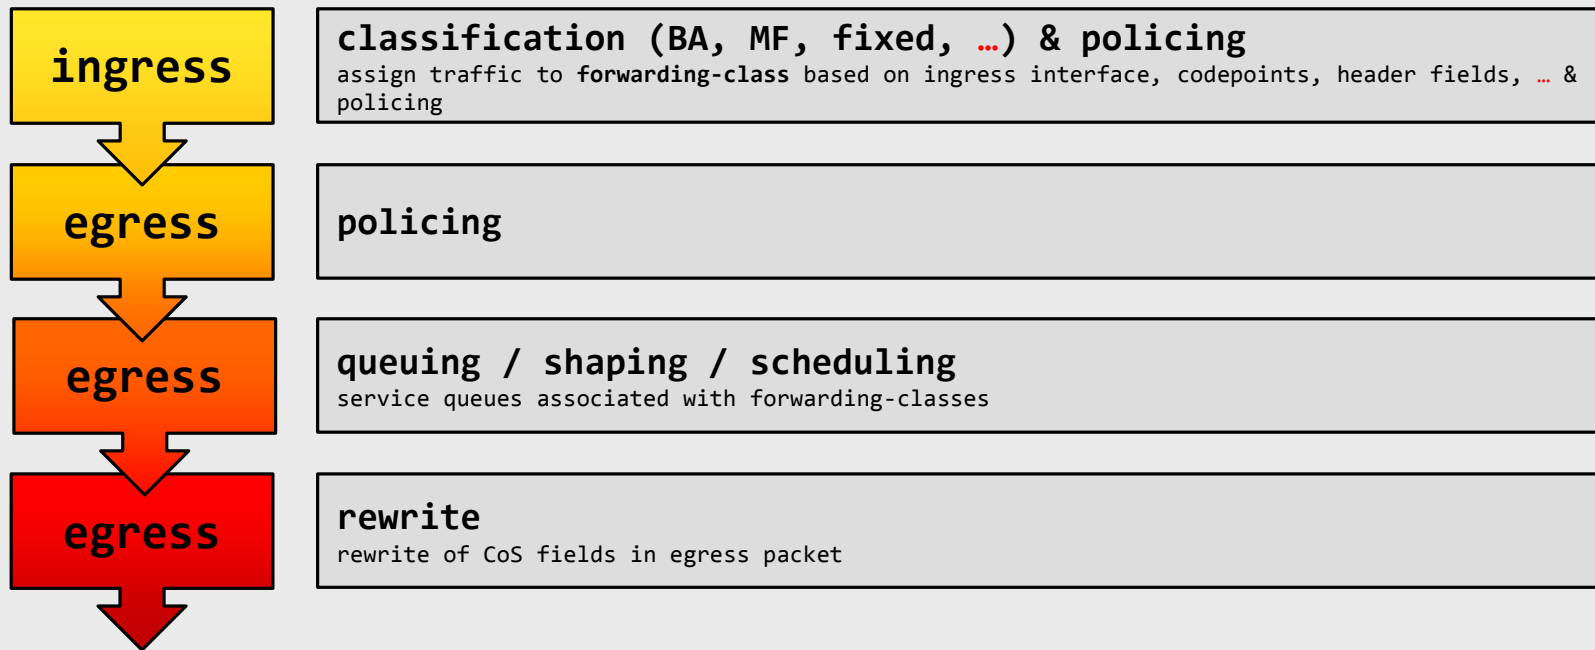 ingress
classification (BA, MF, fixed, …) & policing
assign traffic to forwarding-class based on ingress interface, codepoints, header fields, … &
policing
egress
policing
egress
queuing / shaping / scheduling
service queues associated with forwarding-classes
egress
rewrite
rewrite of CoS fields in egress packet